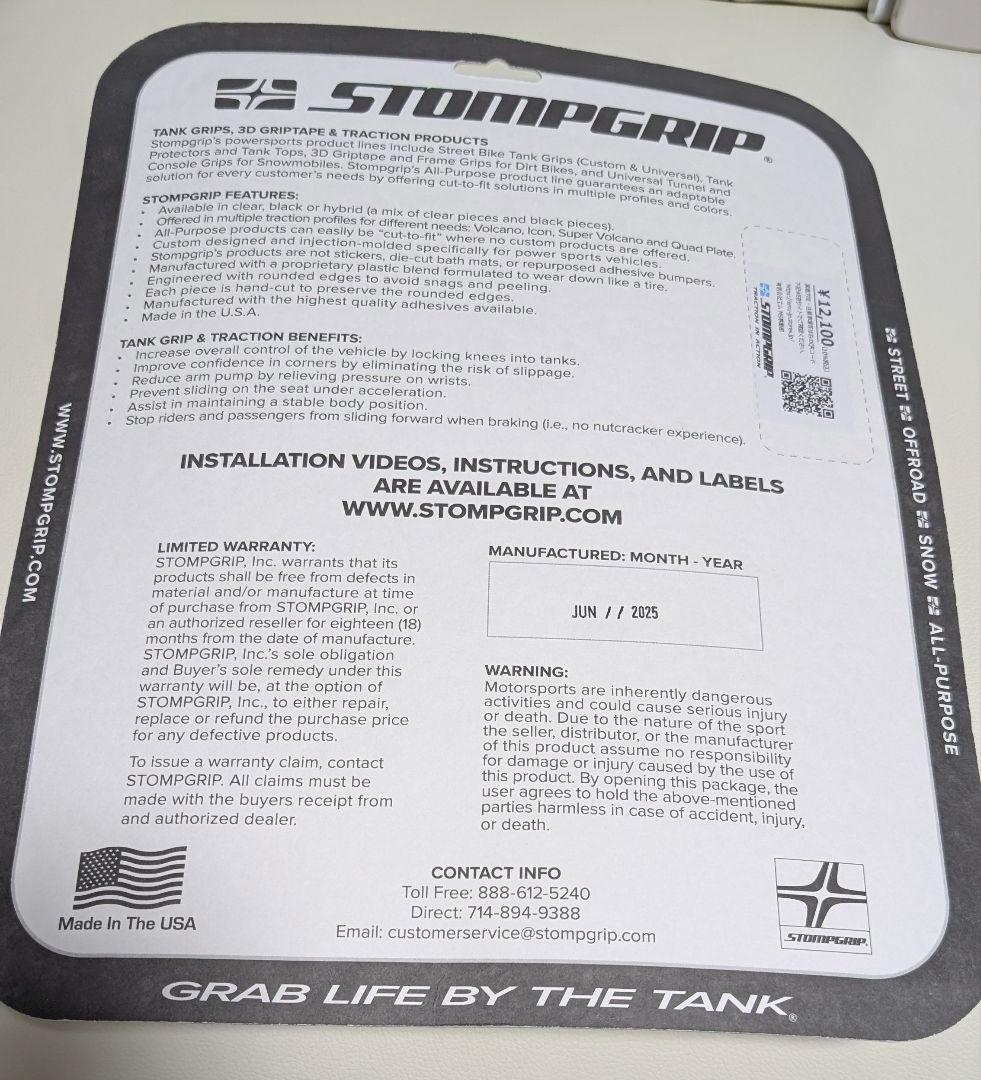 STOMPGRIP®
TANK GRIPS, 3D GRIPTAPE & TRACTION PRODUCTS
Stompgrip's powersports product lines include Street Bike Tank Grips (Custom & Universal), Tank
Protectors and Tank Tops, 3D Griptape and Frame Grips for Dirt Bikes, and Universal Tunnel and
Console Grips for Snowmobiles. Stompgrip's All-Purpose product line guarantees an adaptable
solution for every customer's needs by offering cut-to-fit solutions in multiple profiles and colors.
STOMPGRIP FEATURES:
• Available in clear, black or hybrid (a mix of clear pieces and black pieces).
• Offered in multiple traction profiles for different needs: Volcano, Icon, Super Volcano and Quad Plate.
• All-Purpose products can easily be "cut-to-fit" where no custom products are offered.
• Custom designed and injection-molded specifically for power sports vehicles.
• Stompgrip's products are not stickers, die-cut bath mats, or repurposed adhesive bumpers.
• Manufactured with a proprietary plastic blend formulated to wear down like a tire.
• Engineered with rounded edges to avoid snags and peeling.
• Each piece is hand-cut to preserve the rounded edges.
• Manufactured with the highest quality adhesives available.
• Made in the U.S.A.
TANK GRIP & TRACTION BENEFITS:
• Increase overall control of the vehicle by locking knees into tanks.
• Improve confidence in corners by eliminating the risk of slippage.
• Reduce arm pump by relieving pressure on wrists.
• Prevent sliding on the seat under acceleration.
• Assist in maintaining a stable body position.
• Stop riders and passengers from sliding forward when braking (i.e., no nutcracker experience).
¥12,100
STOMPGRIP
TRACTION IN ACTION
INSTALLATION VIDEOS, INSTRUCTIONS, AND LABELS
ARE AVAILABLE AT
WWW.STOMPGRIP.COM
LIMITED WARRANTY:
STOMPGRIP, Inc. warrants that its
products shall be free from defects in
material and/or manufacture at time
of purchase from STOMPGRIP, Inc. or
an authorized reseller for eighteen (18)
months from the date of manufacture.
STOMPGRIP, Inc.'s sole obligation
and Buyer's sole remedy under this
warranty will be, at the option of
STOMPGRIP, Inc., to either repair,
replace or refund the purchase price
for any defective products.
To issue a warranty claim, contact
STOMPGRIP. All claims must be
made with the buyers receipt from
and authorized dealer.
MANUFACTURED: MONTH - YEAR
JUN / / 2025
WARNING:
Motorsports are inherently dangerous
activities and could cause serious injury
or death. Due to the nature of the sport
the seller, distributor, or the manufacturer
of this product assume no responsibility
for damage or injury caused by the use of
this product. By opening this package, the
user agrees to hold the above-mentioned
parties harmless in case of accident, injury,
or death.
Made In The USA
CONTACT INFO
Toll Free: 888-612-5240
Direct: 714-894-9388
Email: customerservice@stompgrip.com
STOMPGRIP.
WWW.STOMPGRIP.COM
STREET OFFROAD SNOW ALL-PURPOSE
GRAB LIFE BY THE TANK®